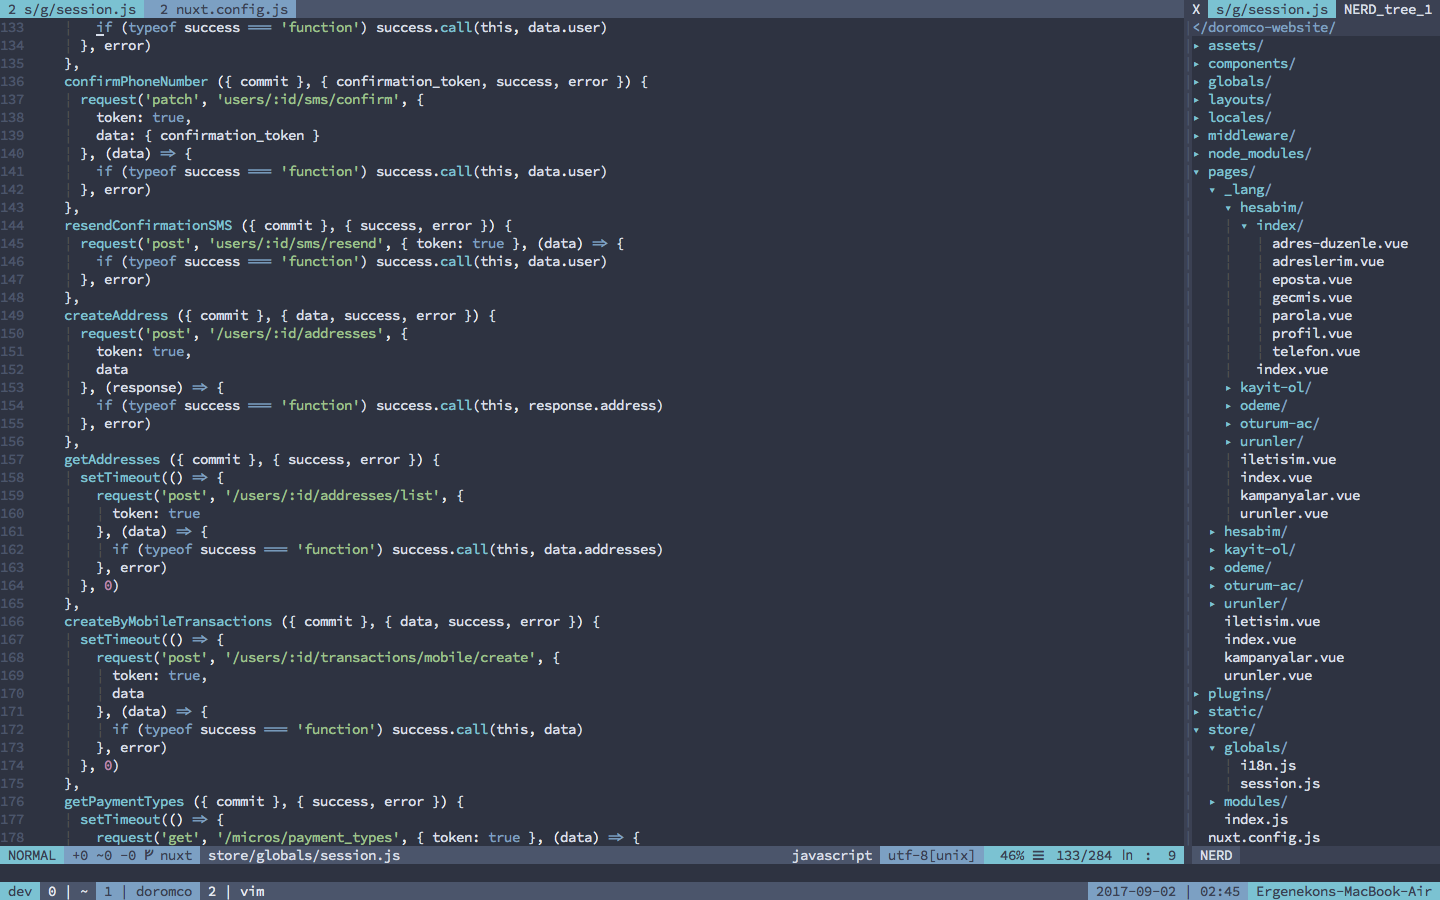 2 s/g/session.js 2 nuxt.config.js X s/g/session.js NERD_tree_1
133 if (typeof success === 'function') success.call(this, data.user)
134 }, error)
135 },
136 confirmPhoneNumber ({ commit }, { confirmation_token, success, error }) {
137 request('patch', 'users/:id/sms/confirm', {
138 token: true,
139 data: { confirmation_token }
140 }, (data) => {
141 if (typeof success === 'function') success.call(this, data.user)
142 }, error)
143 },
144 resendConfirmationSMS ({ commit }, { success, error }) {
145 request('post', 'users/:id/sms/resend', { token: true }, (data) => {
146 if (typeof success === 'function') success.call(this, data.user)
147 }, error)
148 },
149 createAddress ({ commit }, { data, success, error }) {
150 request('post', '/users/:id/addresses', {
151 token: true,
152 data
153 }, (response) => {
154 if (typeof success === 'function') success.call(this, response.address)
155 }, error)
156 },
157 getAddresses ({ commit }, { success, error }) {
158 setTimeout(() => {
159 request('post', '/users/:id/addresses/list', {
160 token: true
161 }, (data) => {
162 if (typeof success === 'function') success.call(this, data.addresses)
163 }, error)
164 }, 0)
165 },
166 createByMobileTransactions ({ commit }, { data, success, error }) {
167 setTimeout(() => {
168 request('post', '/users/:id/transactions/mobile/create', {
169 token: true,
170 data
171 }, (data) => {
172 if (typeof success === 'function') success.call(this, data)
173 }, error)
174 }, 0)
175 },
176 getPaymentTypes ({ commit }, { success, error }) {
177 setTimeout(() => {
178 request('get', '/micros/payment_types', { token: true }, (data) => {
</doromco-website/
▸ assets/
▸ components/
▸ globals/
▸ layouts/
▸ locales/
▸ middleware/
▸ node_modules/
▾ pages/
▾ _lang/
▾ hesabim/
▾ index/
adres-duzenle.vue
adreslerim.vue
eposta.vue
gecmis.vue
parola.vue
profil.vue
telefon.vue
index.vue
▸ kayit-ol/
▸ odeme/
▸ oturum-ac/
▸ urunler/
iletisim.vue
index.vue
kampanyalar.vue
urunler.vue
▸ hesabim/
▸ kayit-ol/
▸ odeme/
▸ oturum-ac/
▸ urunler/
iletisim.vue
index.vue
kampanyalar.vue
urunler.vue
▸ plugins/
▸ static/
▾ store/
▾ globals/
i18n.js
session.js
▸ modules/
index.js
nuxt.config.js
NORMAL +0 ~0 -0 nuxt store/globals/session.js javascript utf-8[unix] 46% ☰ 133/284 ln : 9 NERD
dev 0 | ~ 1 | doromco 2 | vim 2017-09-02 | 02:45 Ergenekons-MacBook-Air